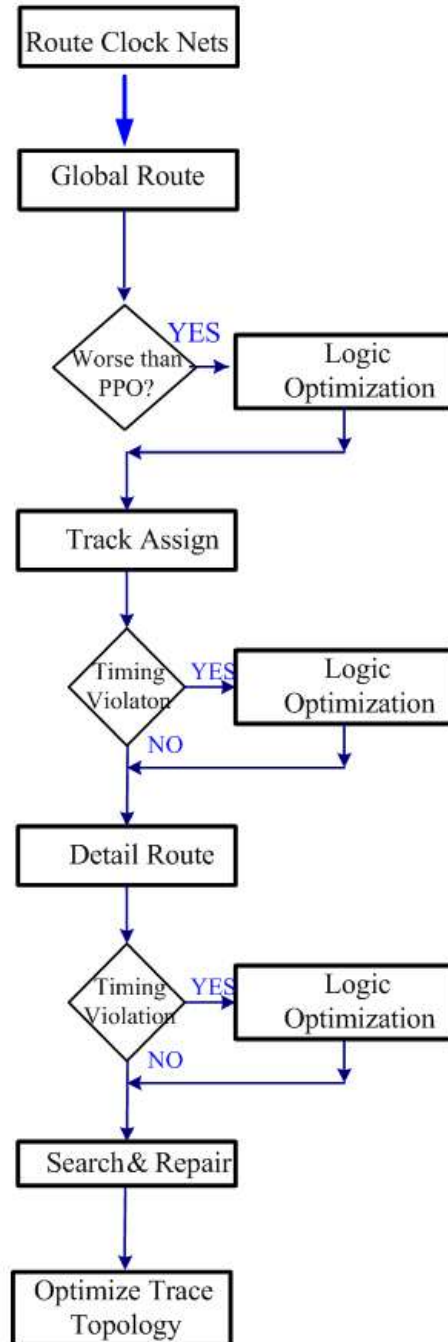 Route Clock Nets
Global Route
YES
Worse than
PPO?
Logic
Optimization
Track Assign
Timing
Violaton
YES
Logic
Optimization
NO
Detail Route
Timing
Violation
YES
Logic
Optimization
NO
Search& Repair
Optimize Trace
Topology